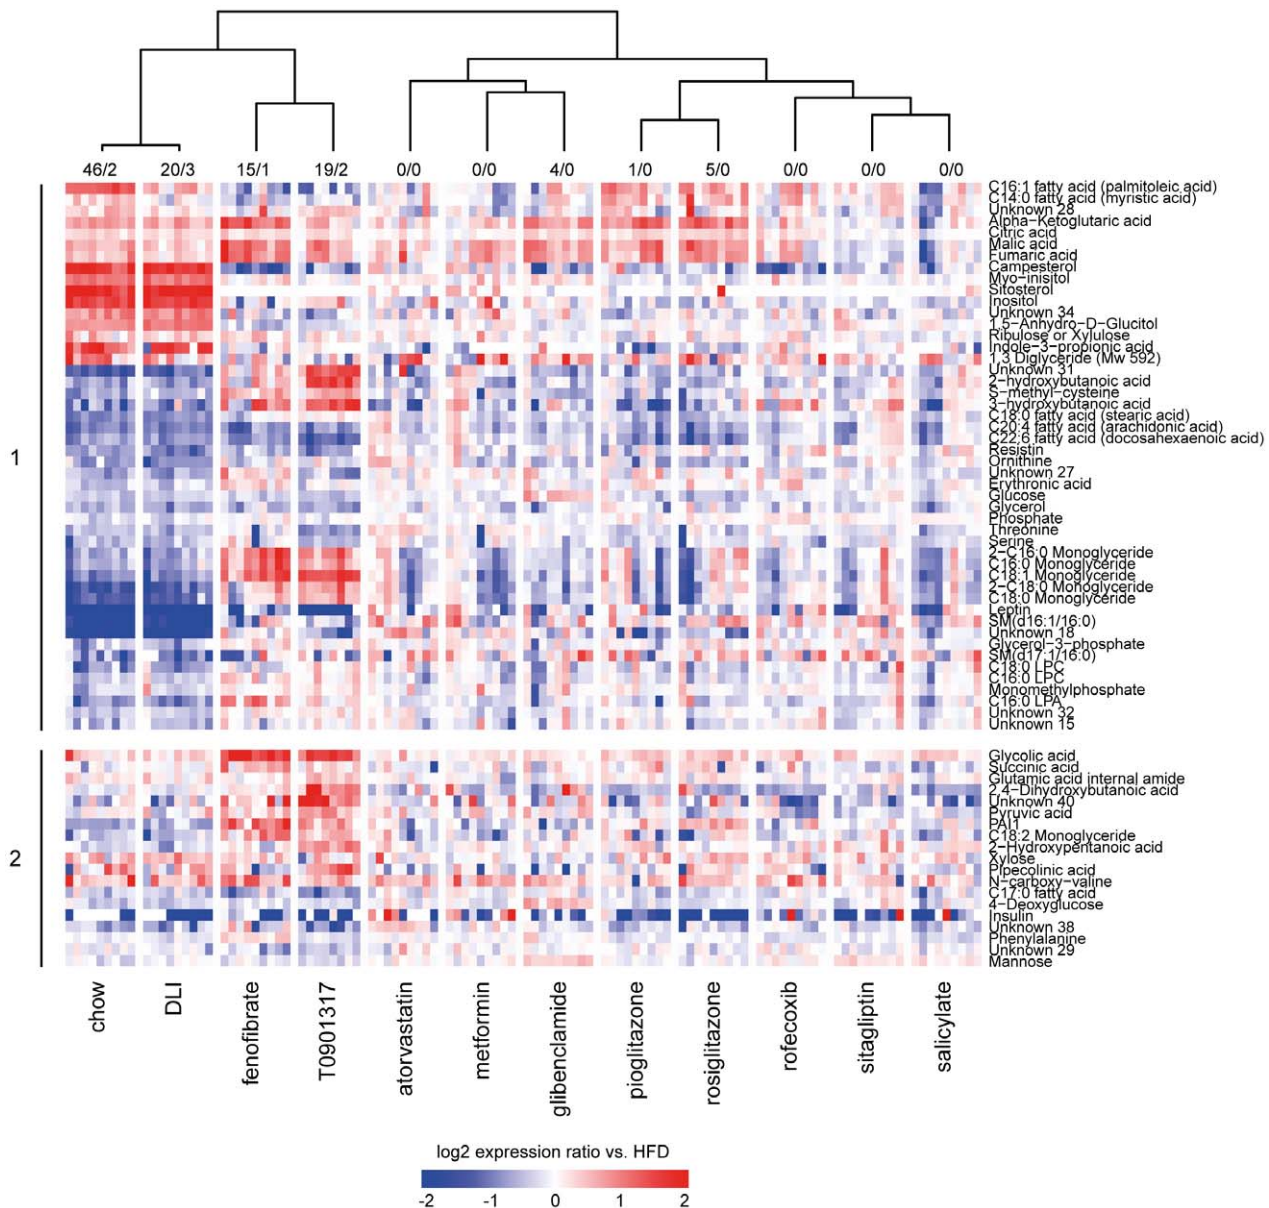 46/2 20/3 15/1 19/2 0/0 0/0 4/0 1/0 5/0 0/0 0/0 0/0
1
C16:1 fatty acid (palmitoleic acid)
C14:0 fatty acid (myristic acid)
Unknown 28
Alpha-Ketoglutaric acid
Citric acid
Malic acid
Fumaric acid
Campesterol
Myo-inisitol
Sitosterol
Inositol
Unknown 34
1,5-Anhydro-D-Glucitol
Ribulose or Xylulose
Indole-3-propionic acid
1,3 Diglyceride (Mw 592)
Unknown 31
2-hydroxybutanoic acid
S-methyl-cysteine
3-hydroxybutanoic acid
C18:0 fatty acid (stearic acid)
C20:4 fatty acid (arachidonic acid)
C22:6 fatty acid (docosahexaenoic acid)
Resistin
Ornithine
Unknown 27
Erythronic acid
Glucose
Glycerol
Phosphate
Threonine
Serine
2-C16:0 Monoglyceride
C16:0 Monoglyceride
C18:1 Monoglyceride
2-C18:0 Monoglyceride
C18:0 Monoglyceride
Leptin
SM(d16:1/16:0)
Unknown 18
Glycerol-3-phosphate
SM(d17:1/16:0)
C18:0 LPC
C16:0 LPC
Monomethylphosphate
C16:0 LPA
Unknown 32
Unknown 15
2
Glycolic acid
Succinic acid
Glutamic acid internal amide
2,4-Dihydroxybutanoic acid
Unknown 40
Pyruvic acid
PAI1
C18:2 Monoglyceride
2-Hydroxypentanoic acid
Xylose
Pipecolinic acid
N-carboxy-valine
C17:0 fatty acid
4-Deoxyglucose
Insulin
Unknown 38
Phenylalanine
Unknown 29
Mannose
chow DLI fenofibrate T0901317 atorvastatin metformin glibenclamide pioglitazone rosiglitazone rofecoxib sitagliptin salicylate
log2 expression ratio vs. HFD
-2 -1 0 1 2